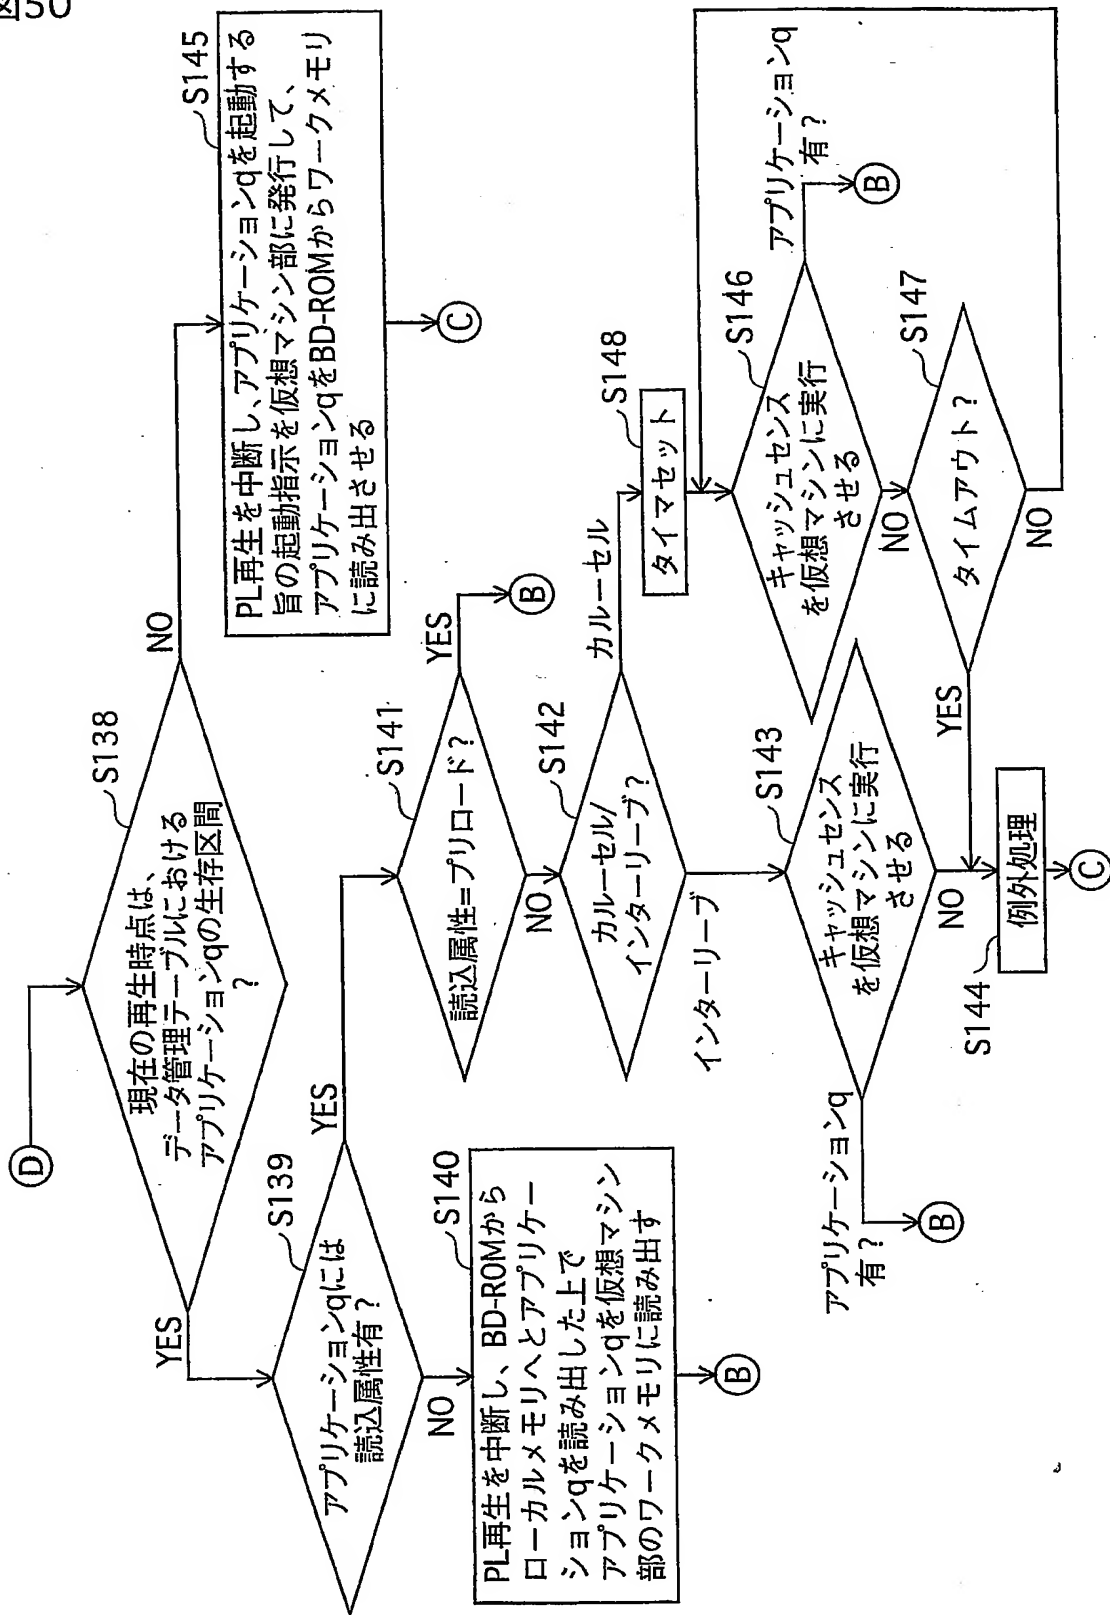 図50
D
S138
現在の再生時点は、
データ管理テーブルにおける
アプリケーションqの生存区間
?
YES
NO
S145
PL再生を中断し、アプリケーションqを起動する
旨の起動指示を仮想マシン部に発行して、
アプリケーションqをBD-ROMからワークメモリ
に読み出させる
C
S139
アプリケーションqには
読込属性有?
YES
NO
S140
PL再生を中断し、BD-ROMから
ローカルメモリへとアプリケー
ションqを読み出した上で
アプリケーションqを仮想マシン
部のワークメモリに読み出す
B
S141
読込属性=プリロード?
YES
B
NO
S142
カルーセル/
インターリーブ?
カルーセル
インターリーブ
S148
タイマセット
S143
キャッシュセンス
を仮想マシンに実行
させる
アプリケーションq
有?
B
NO
S144
例外処理
C
S146
キャッシュセンス
を仮想マシンに実行
させる
アプリケーションq
有?
B
NO
S147
タイムアウト?
YES
NO